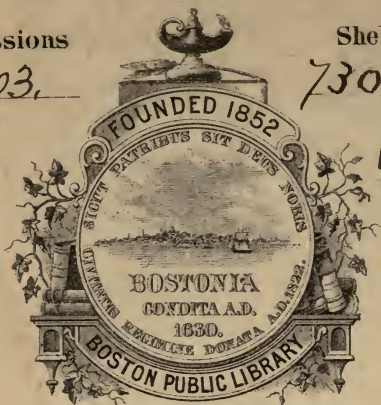 ssions
She
03,
730
FOUNDED 1852
SICUT PATRIBUS SIT DEUS NOBIS
CIVITATIS REGIMINE DONATA A.D. 1822.
BOSTONIA
CONDITA A.D.
1630.
BOSTON PUBLIC LIBRARY